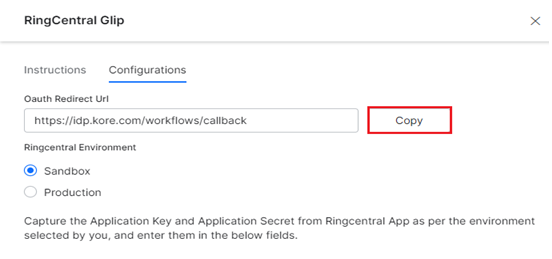 RingCentral Glip
Instructions Configurations
Oauth Redirect Url
https://idp.kore.com/workflows/callback Copy
Ringcentral Environment
Sandbox
Production
Capture the Application Key and Application Secret from Ringcentral App as per the environment
selected by you, and enter them in the below fields.